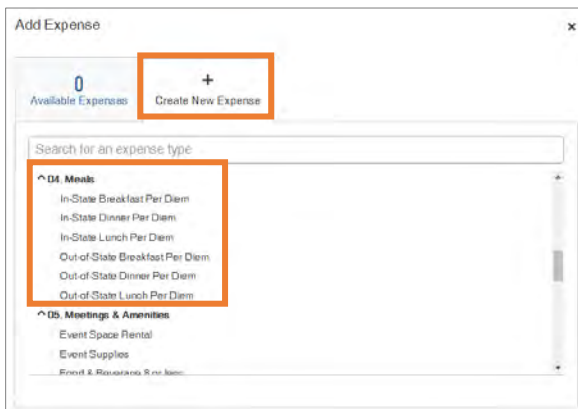 Add Expense
×
0
Available Expenses
+
Create New Expense
Search for an expense type
^ 04. Meals
In-State Breakfast Per Diem
In-State Dinner Per Diem
In-State Lunch Per Diem
Out-of-State Breakfast Per Diem
Out-of-State Dinner Per Diem
Out-of-State Lunch Per Diem
^ 05. Meetings & Amenities
Event Space Rental
Event Supplies
Food & Beverage